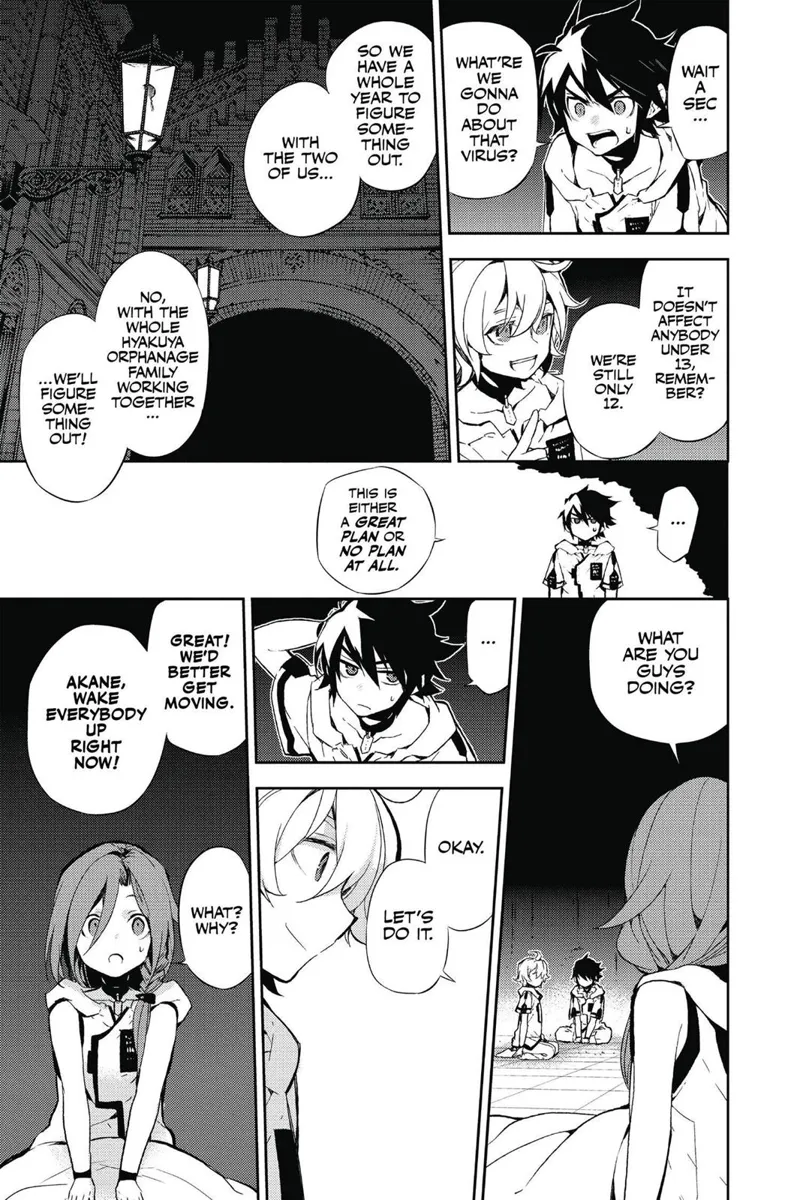 WAIT
A SEC
...
WHAT'RE
WE
GONNA
DO
ABOUT
THAT
VIRUS?
IT
DOESN'T
AFFECT
ANYBODY
UNDER
13,
REMEM-
BER?
WE'RE
STILL
ONLY
12.
SO WE
HAVE A
WHOLE
YEAR TO
FIGURE
SOME-
THING
OUT.
WITH
THE TWO
OF US...
NO,
WITH THE
WHOLE
HYAKUYA
ORPHANAGE
FAMILY
WORKING
TOGETHER
...
...WE'LL
FIGURE
SOME-
THING
OUT!
...
THIS IS
EITHER
A GREAT
PLAN OR
NO PLAN
AT ALL.
WHAT
ARE YOU
GUYS
DOING?
...
OKAY.
LET'S
DO IT.
GREAT!
WE'D
BETTER
GET
MOVING.
AKANE,
WAKE
EVERYBODY
UP
RIGHT
NOW!
WHAT?
WHY?